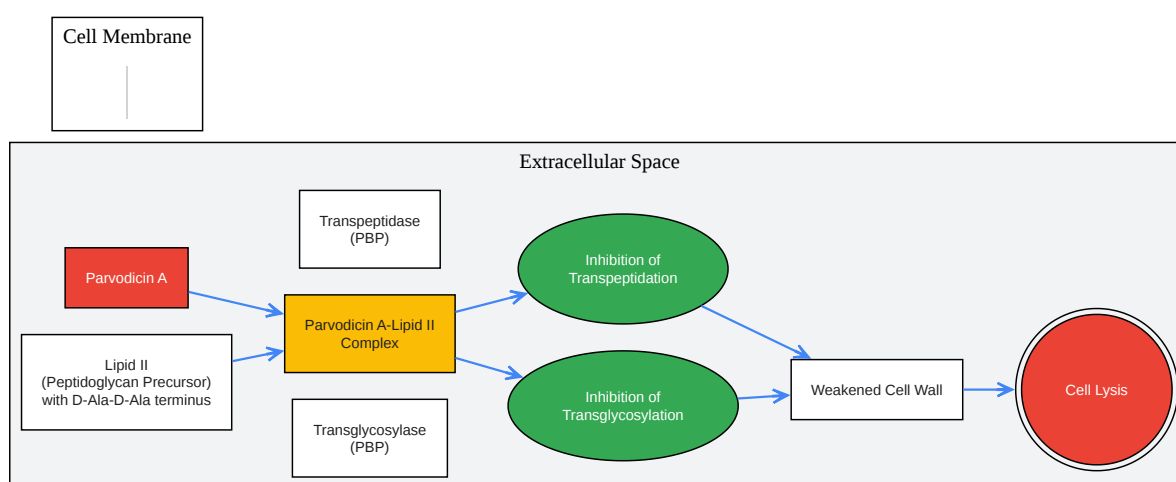 Cell Membrane
Extracellular Space
Transpeptidase
(PBP)
Parvodicin A
Inhibition of
Transpeptidation
Parvodicin A-Lipid II
Complex
Lipid II
(Peptidoglycan Precursor)
with D-Ala-D-Ala terminus
Transglycosylase
(PBP)
Inhibition of
Transglycosylation
Weakened Cell Wall
Cell Lysis